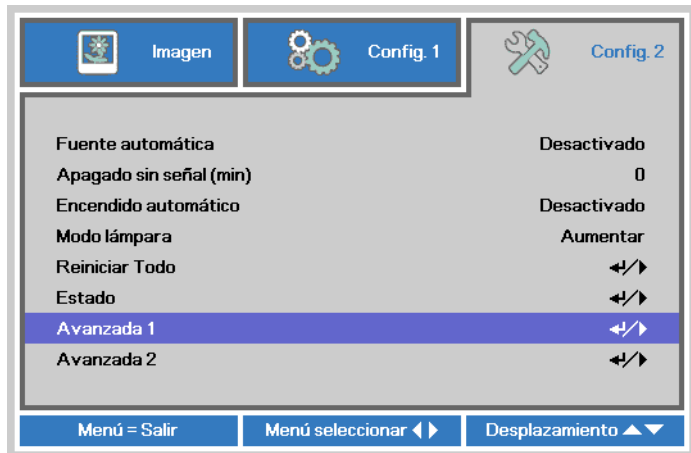 Imagen Config. 1 Config. 2
Fuente automática Desactivado
Apagado sin señal (min) 0
Encendido automático Desactivado
Modo lámpara Aumentar
Reiniciar Todo ↵/▶
Estado ↵/▶
Avanzada 1 ↵/▶
Avanzada 2 ↵/▶
Menú = Salir Menú seleccionar ◀▶ Desplazamiento ▲▼